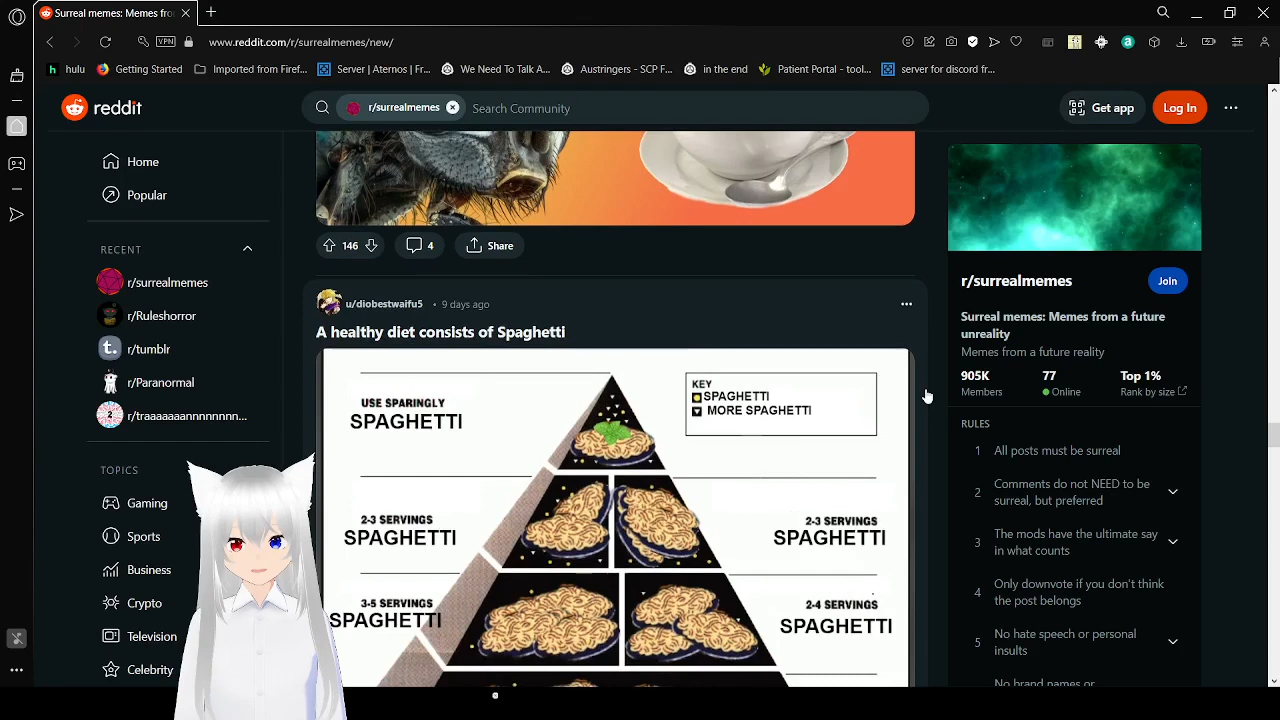 Surreal memes: Memes fro
VPN
www.reddit.com/r/surrealmemes/new/
hulu
Getting Started
Imported from Firef...
Server | Aternos | Fr...
We Need To Talk A...
Austringers - SCP F...
in the end
Patient Portal - tool...
server for discord fr...
reddit
r/surrealmemes
Search Community
Get app
Log In
Home
Popular
RECENT
r/surrealmemes
r/Ruleshorror
r/tumblr
r/Paranormal
r/traaaaaaannnnnnnn...
TOPICS
Gaming
Sports
Business
Crypto
Television
Celebrity
146
4
Share
u/diobestwaifu5 • 9 days ago
A healthy diet consists of Spaghetti
USE SPARINGLY
SPAGHETTI
KEY
SPAGHETTI
MORE SPAGHETTI
2-3 SERVINGS
SPAGHETTI
2-3 SERVINGS
SPAGHETTI
3-5 SERVINGS
SPAGHETTI
2-4 SERVINGS
SPAGHETTI
r/surrealmemes
Join
Surreal memes: Memes from a future
unreality
Memes from a future reality
905K
Members
77
Online
Top 1%
Rank by size
RULES
1 All posts must be surreal
2 Comments do not NEED to be
surreal, but preferred
3 The mods have the ultimate say
in what counts
4 Only downvote if you don't think
the post belongs
5 No hate speech or personal
insults
No brand names or